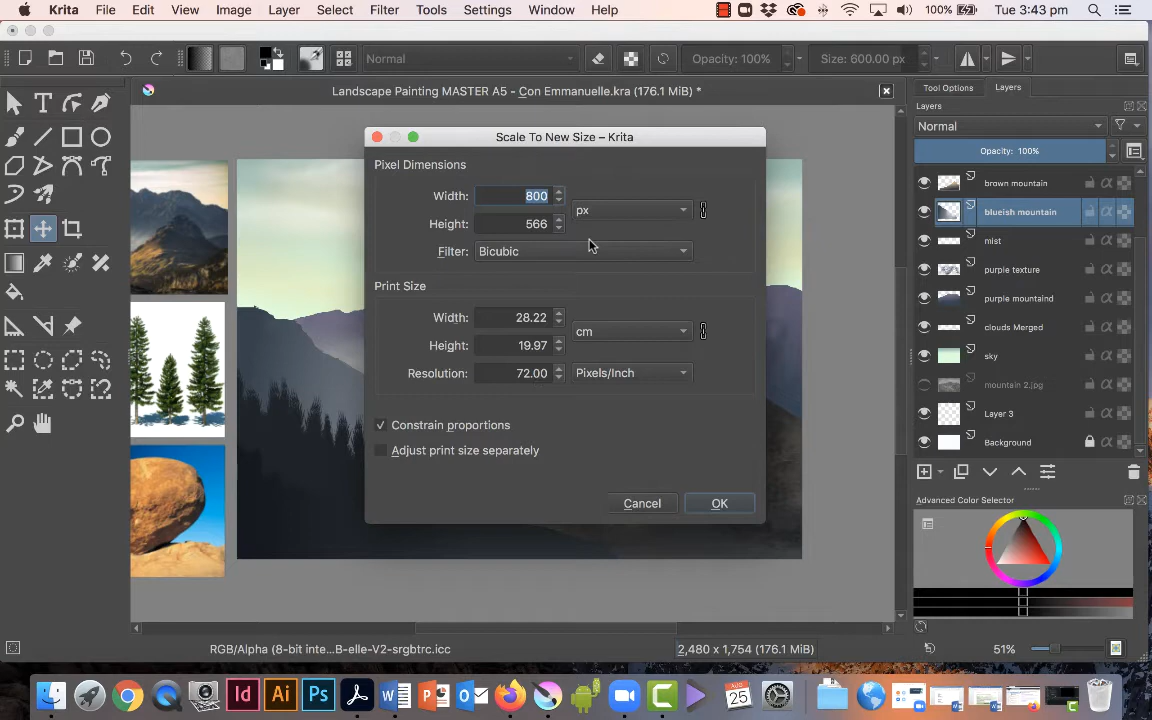 Krita File Edit View Image Layer Select Filter Tools Settings Window Help 100% Tue 3:43 pm
Normal Opacity: 100% Size: 600.00 px
Landscape Painting MASTER A5 - Con Emmanuelle.kra (176.1 MiB) *
Tool Options Layers
Layers
Normal
Opacity: 100%
brown mountain
blueish mountain
mist
purple texture
purple mountaind
clouds Merged
sky
mountain 2.jpg
Layer 3
Background
Advanced Color Selector
Scale To New Size – Krita
Pixel Dimensions
Width: 800
px
Height: 566
Filter: Bicubic
Print Size
Width: 28.22
cm
Height: 19.97
Resolution: 72.00 Pixels/Inch
Constrain proportions
Adjust print size separately
Cancel OK
RGB/Alpha (8-bit inte...B-elle-V2-srgbtrc.icc 2,480 x 1,754 (176.1 MiB) 51%
Id Ai Ps W P O AUG
25